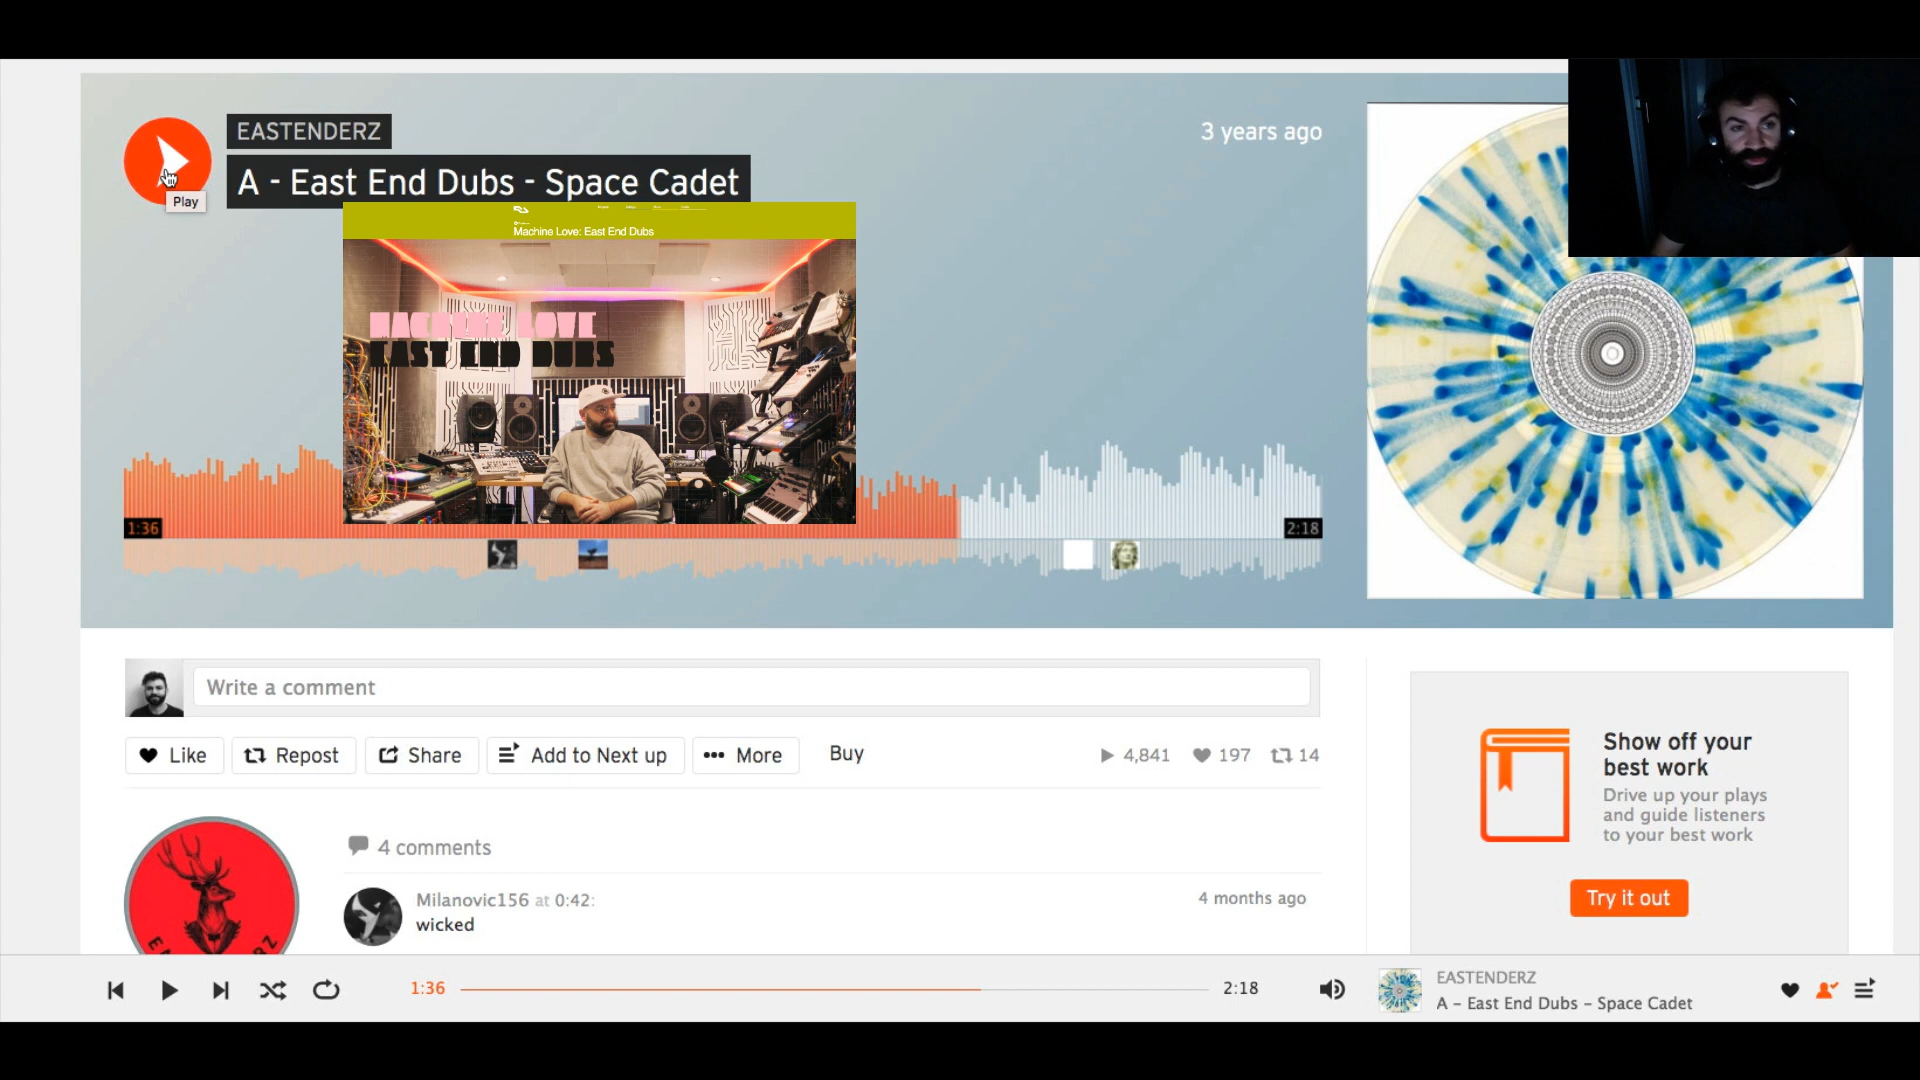 EASTENDERZ
3 years ago
A - East End Dubs - Space Cadet
Play
Machine Love: East End Dubs
MACHINE LOVE
EAST END DUBS
1:36
2:18
Write a comment
Like
Repost
Share
Add to Next up
More
Buy
4,841
197
14
Show off your
best work
Drive up your plays
and guide listeners
to your best work
Try it out
4 comments
Milanovic156 at 0:42:
4 months ago
wicked
1:36
2:18
EASTENDERZ
A - East End Dubs - Space Cadet